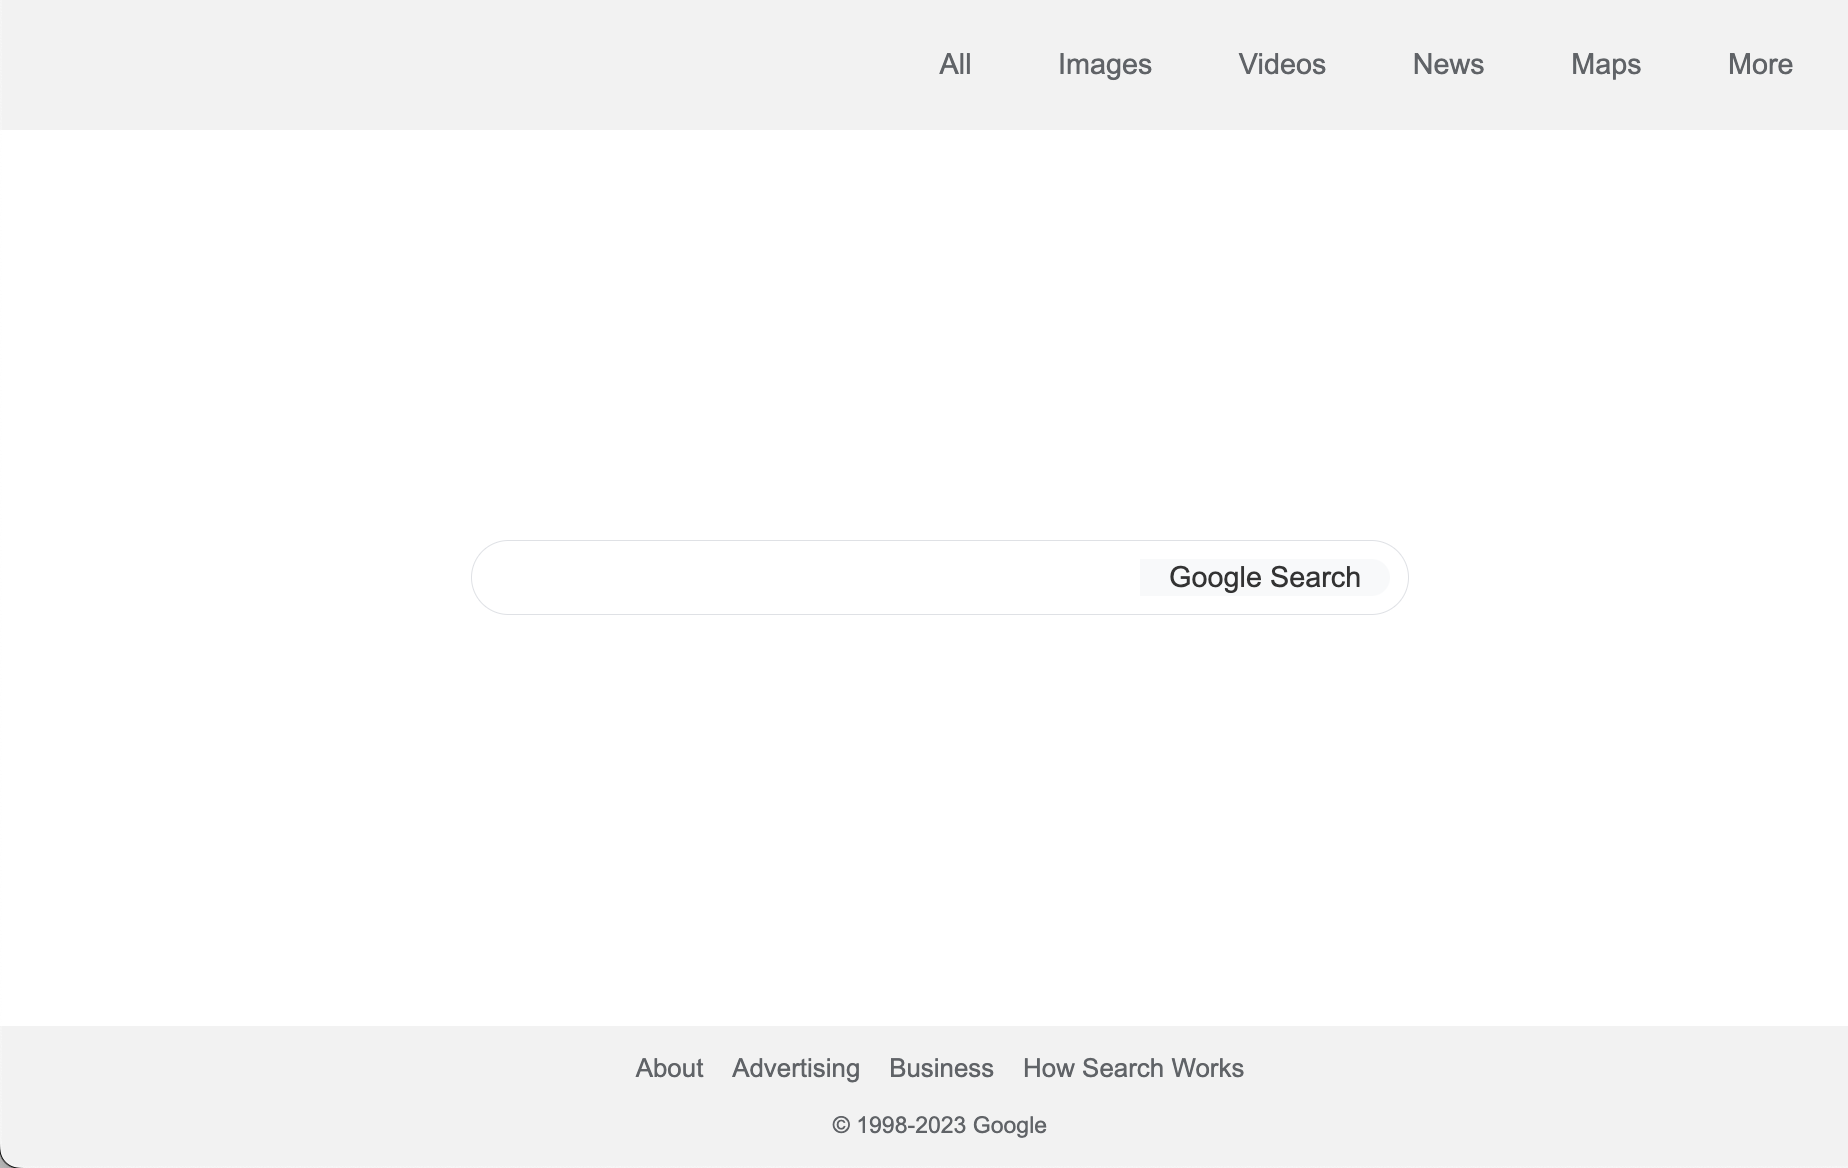 All Images Videos News Maps More
Google Search
About Advertising Business How Search Works
© 1998-2023 Google